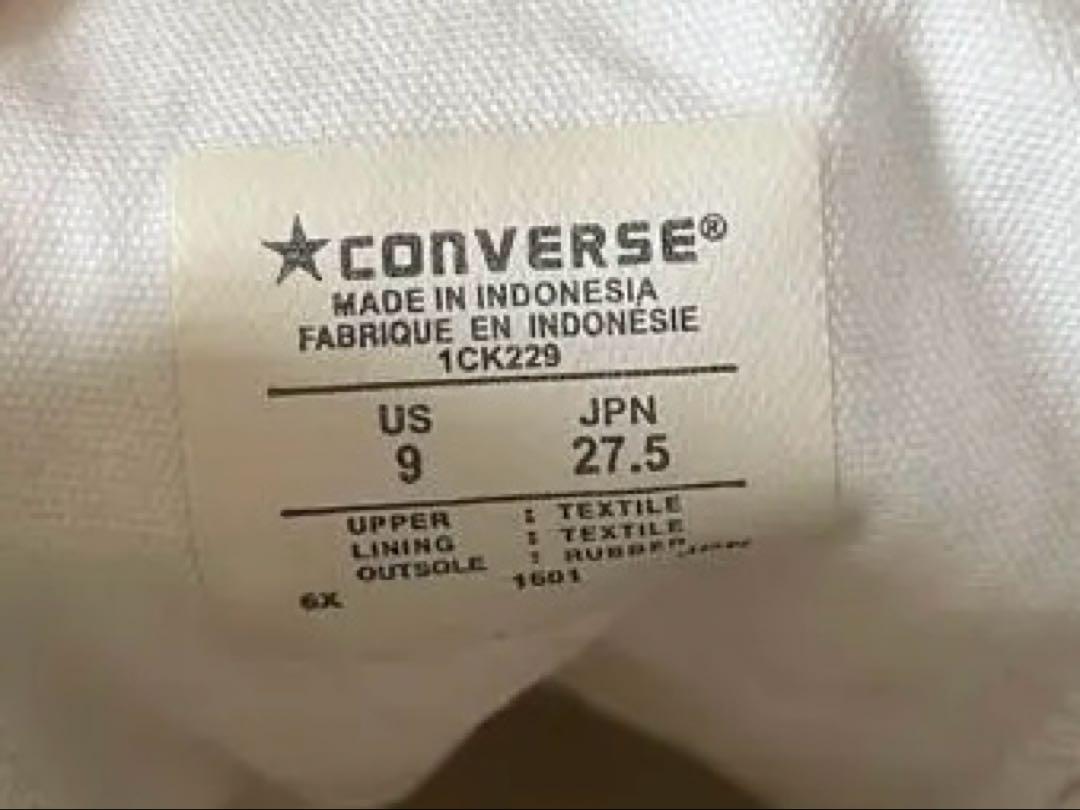 CONVERSE®
MADE IN INDONESIA
FABRIQUE EN INDONÉSIE
1CK229
US JPN
9 27.5
UPPER : TEXTILE
LINING : TEXTILE
OUTSOLE : RUBBER
6X 1601